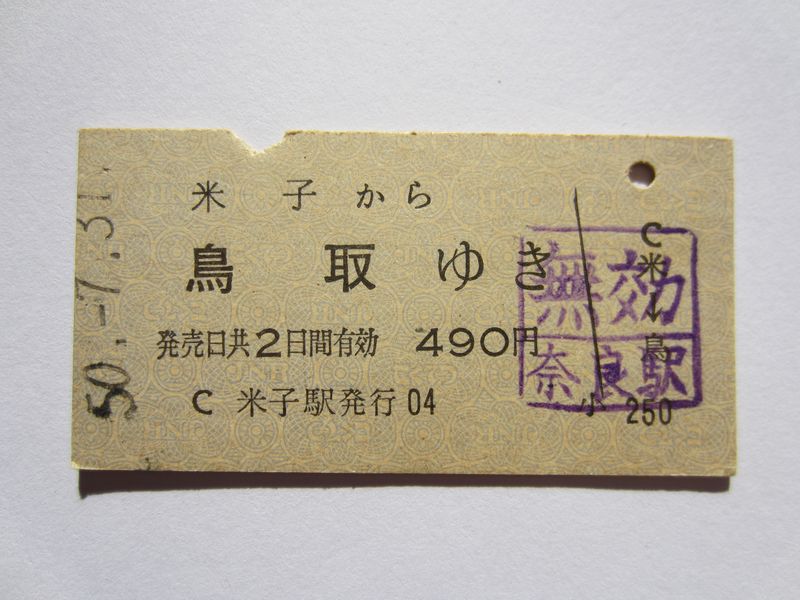 50.-7.31.
米子から
鳥取ゆき
発売日共2日間有効 490円
C 米子駅発行 04
無効
奈良駅
C
米
鳥
小 250